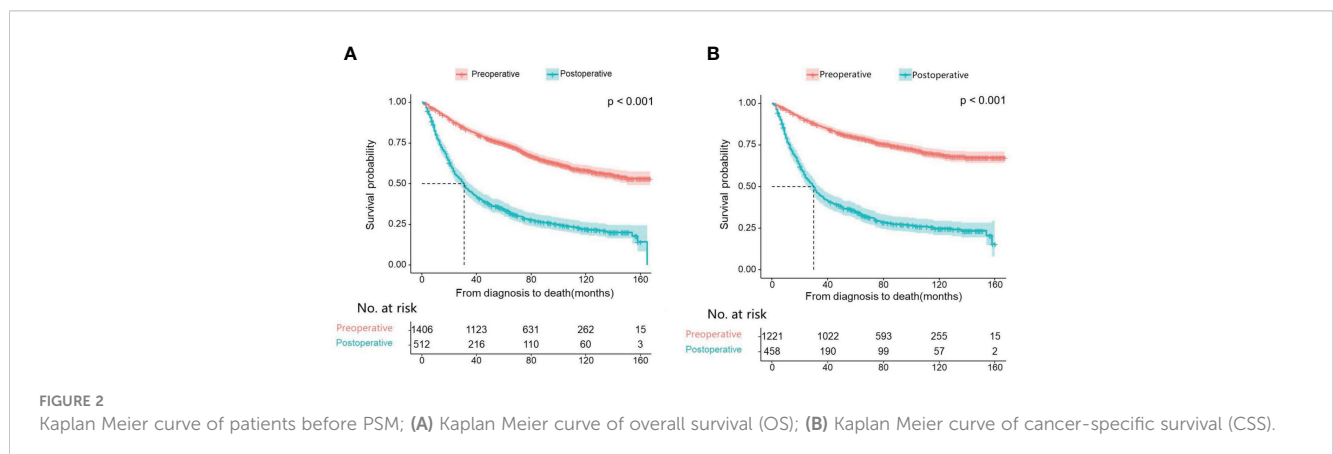 A
Preoperative Postoperative
p < 0.001
1.00
0.75
0.50
0.25
0.00
Survival probability
0 40 80 120 160
From diagnosis to death(months)
No. at risk
Preoperative 1406 1123 631 262 15
Postoperative 512 216 110 60 3
0 40 80 120 160
B
Preoperative Postoperative
p < 0.001
1.00
0.75
0.50
0.25
0.00
Survival probability
0 40 80 120 160
From diagnosis to death(months)
No. at risk
Preoperative 1221 1022 593 255 15
Postoperative 458 190 99 57 2
0 40 80 120 160
FIGURE 2
Kaplan Meier curve of patients before PSM; (A) Kaplan Meier curve of overall survival (OS); (B) Kaplan Meier curve of cancer-specific survival (CSS).